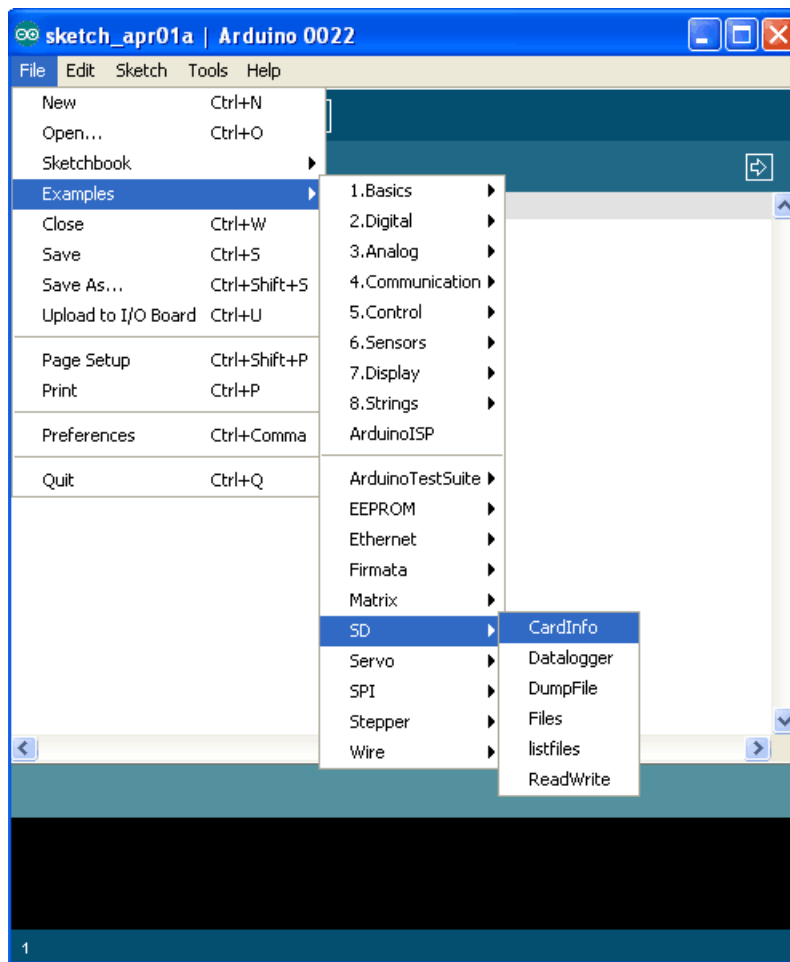 sketch_apr01a | Arduino 0022
File Edit Sketch Tools Help
New Ctrl+N
Open... Ctrl+O
Sketchbook
Examples
Close Ctrl+W
Save Ctrl+S
Save As... Ctrl+Shift+S
Upload to I/O Board Ctrl+U
Page Setup Ctrl+Shift+P
Print Ctrl+P
Preferences Ctrl+Comma
Quit Ctrl+Q
1.Basics
2.Digital
3.Analog
4.Communication
5.Control
6.Sensors
7.Display
8.Strings
ArduinoISP
ArduinoTestSuite
EEPROM
Ethernet
Firmata
Matrix
SD
Servo
SPI
Stepper
Wire
CardInfo
Datalogger
DumpFile
Files
listfiles
ReadWrite
1